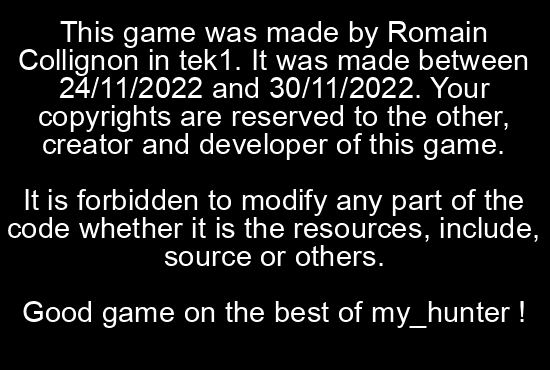 This game was made by Romain
Collignon in tek1. It was made between
24/11/2022 and 30/11/2022. Your
copyrights are reserved to the other,
creator and developer of this game.
It is forbidden to modify any part of the
code whether it is the resources, include,
source or others.
Good game on the best of my_hunter !